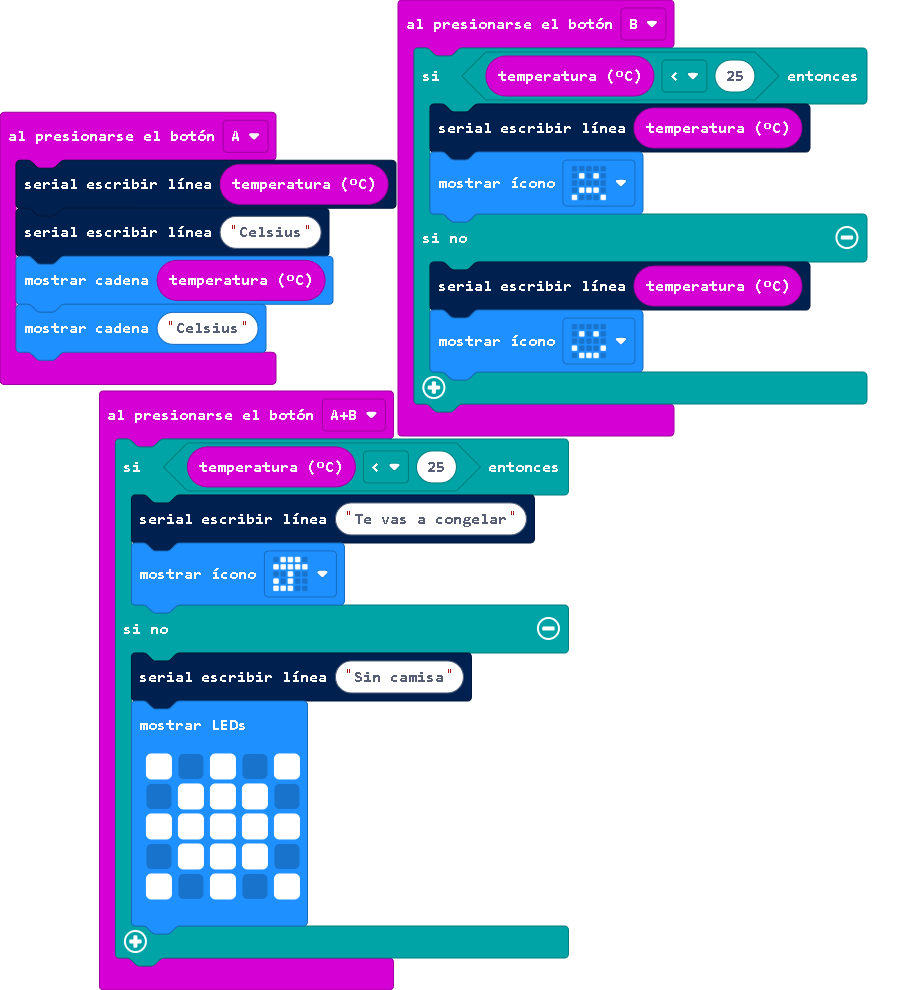 al presionarse el botón A
serial escribir línea temperatura (ºC)
serial escribir línea "Celsius"
mostrar cadena temperatura (ºC)
mostrar cadena "Celsius"
al presionarse el botón B
si temperatura (ºC) < 25 entonces
serial escribir línea temperatura (ºC)
mostrar ícono
si no
serial escribir línea temperatura (ºC)
mostrar ícono
al presionarse el botón A+B
si temperatura (ºC) < 25 entonces
serial escribir línea "Te vas a congelar"
mostrar ícono
si no
serial escribir línea "Sin camisa"
mostrar LEDs